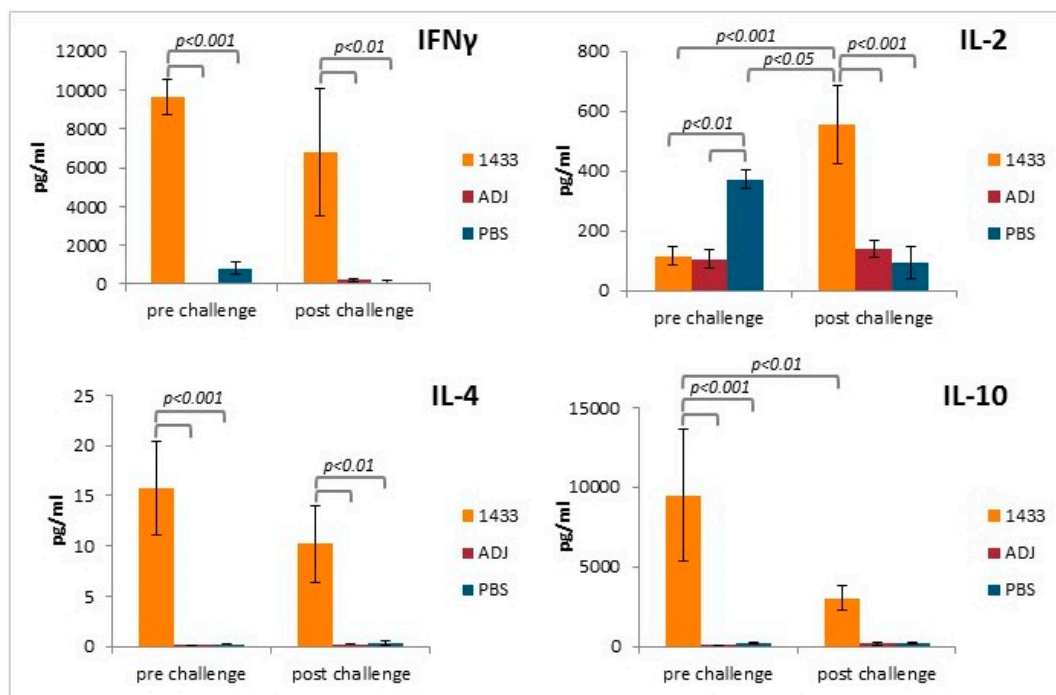 IFNγ
p<0.001
p<0.01
12000
10000
8000
6000
4000
2000
0
pg/ml
pre challenge
post challenge
1433
ADJ
PBS
IL-2
p<0.001
p<0.001
p<0.05
p<0.01
800
600
400
200
0
pg/ml
pre challenge
post challenge
1433
ADJ
PBS
IL-4
p<0.001
p<0.01
25
20
15
10
5
0
pg/ml
pre challenge
post challenge
1433
ADJ
PBS
IL-10
p<0.01
p<0.001
15000
10000
5000
0
pg/ml
pre challenge
post challenge
1433
ADJ
PBS